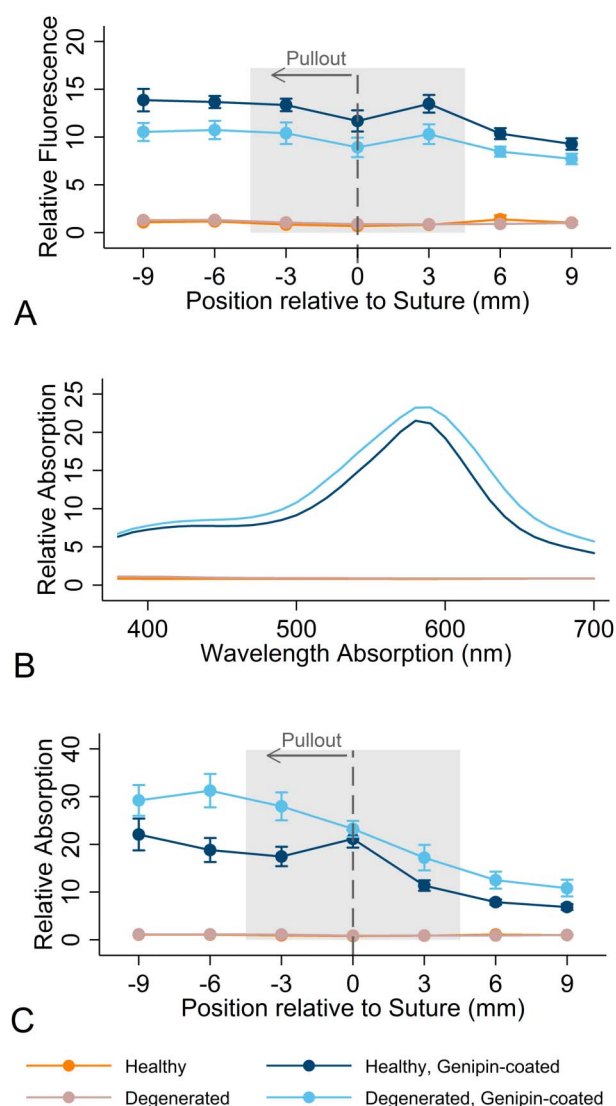 20
15
10
5
0
Relative Fluorescence
Pullout
-9 -6 -3 0 3 6 9
Position relative to Suture (mm)
A
25
20
15
10
5
0
Relative Absorption
400 500 600 700
Wavelength Absorption (nm)
B
40
30
20
10
0
Relative Absorption
Pullout
-9 -6 -3 0 3 6 9
Position relative to Suture (mm)
C
Healthy Healthy, Genipin-coated
Degenerated Degenerated, Genipin-coated